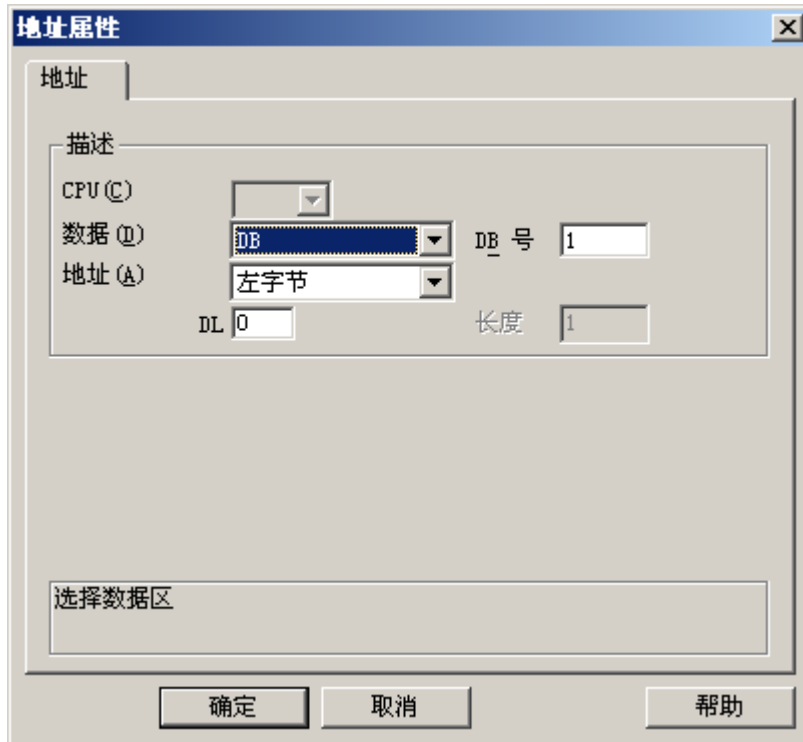 地址属性
地址
描述
CPU(C)
数据(D) DB DB 号 1
地址(A) 左字节
DL 0 长度 1
选择数据区
确定 取消 帮助